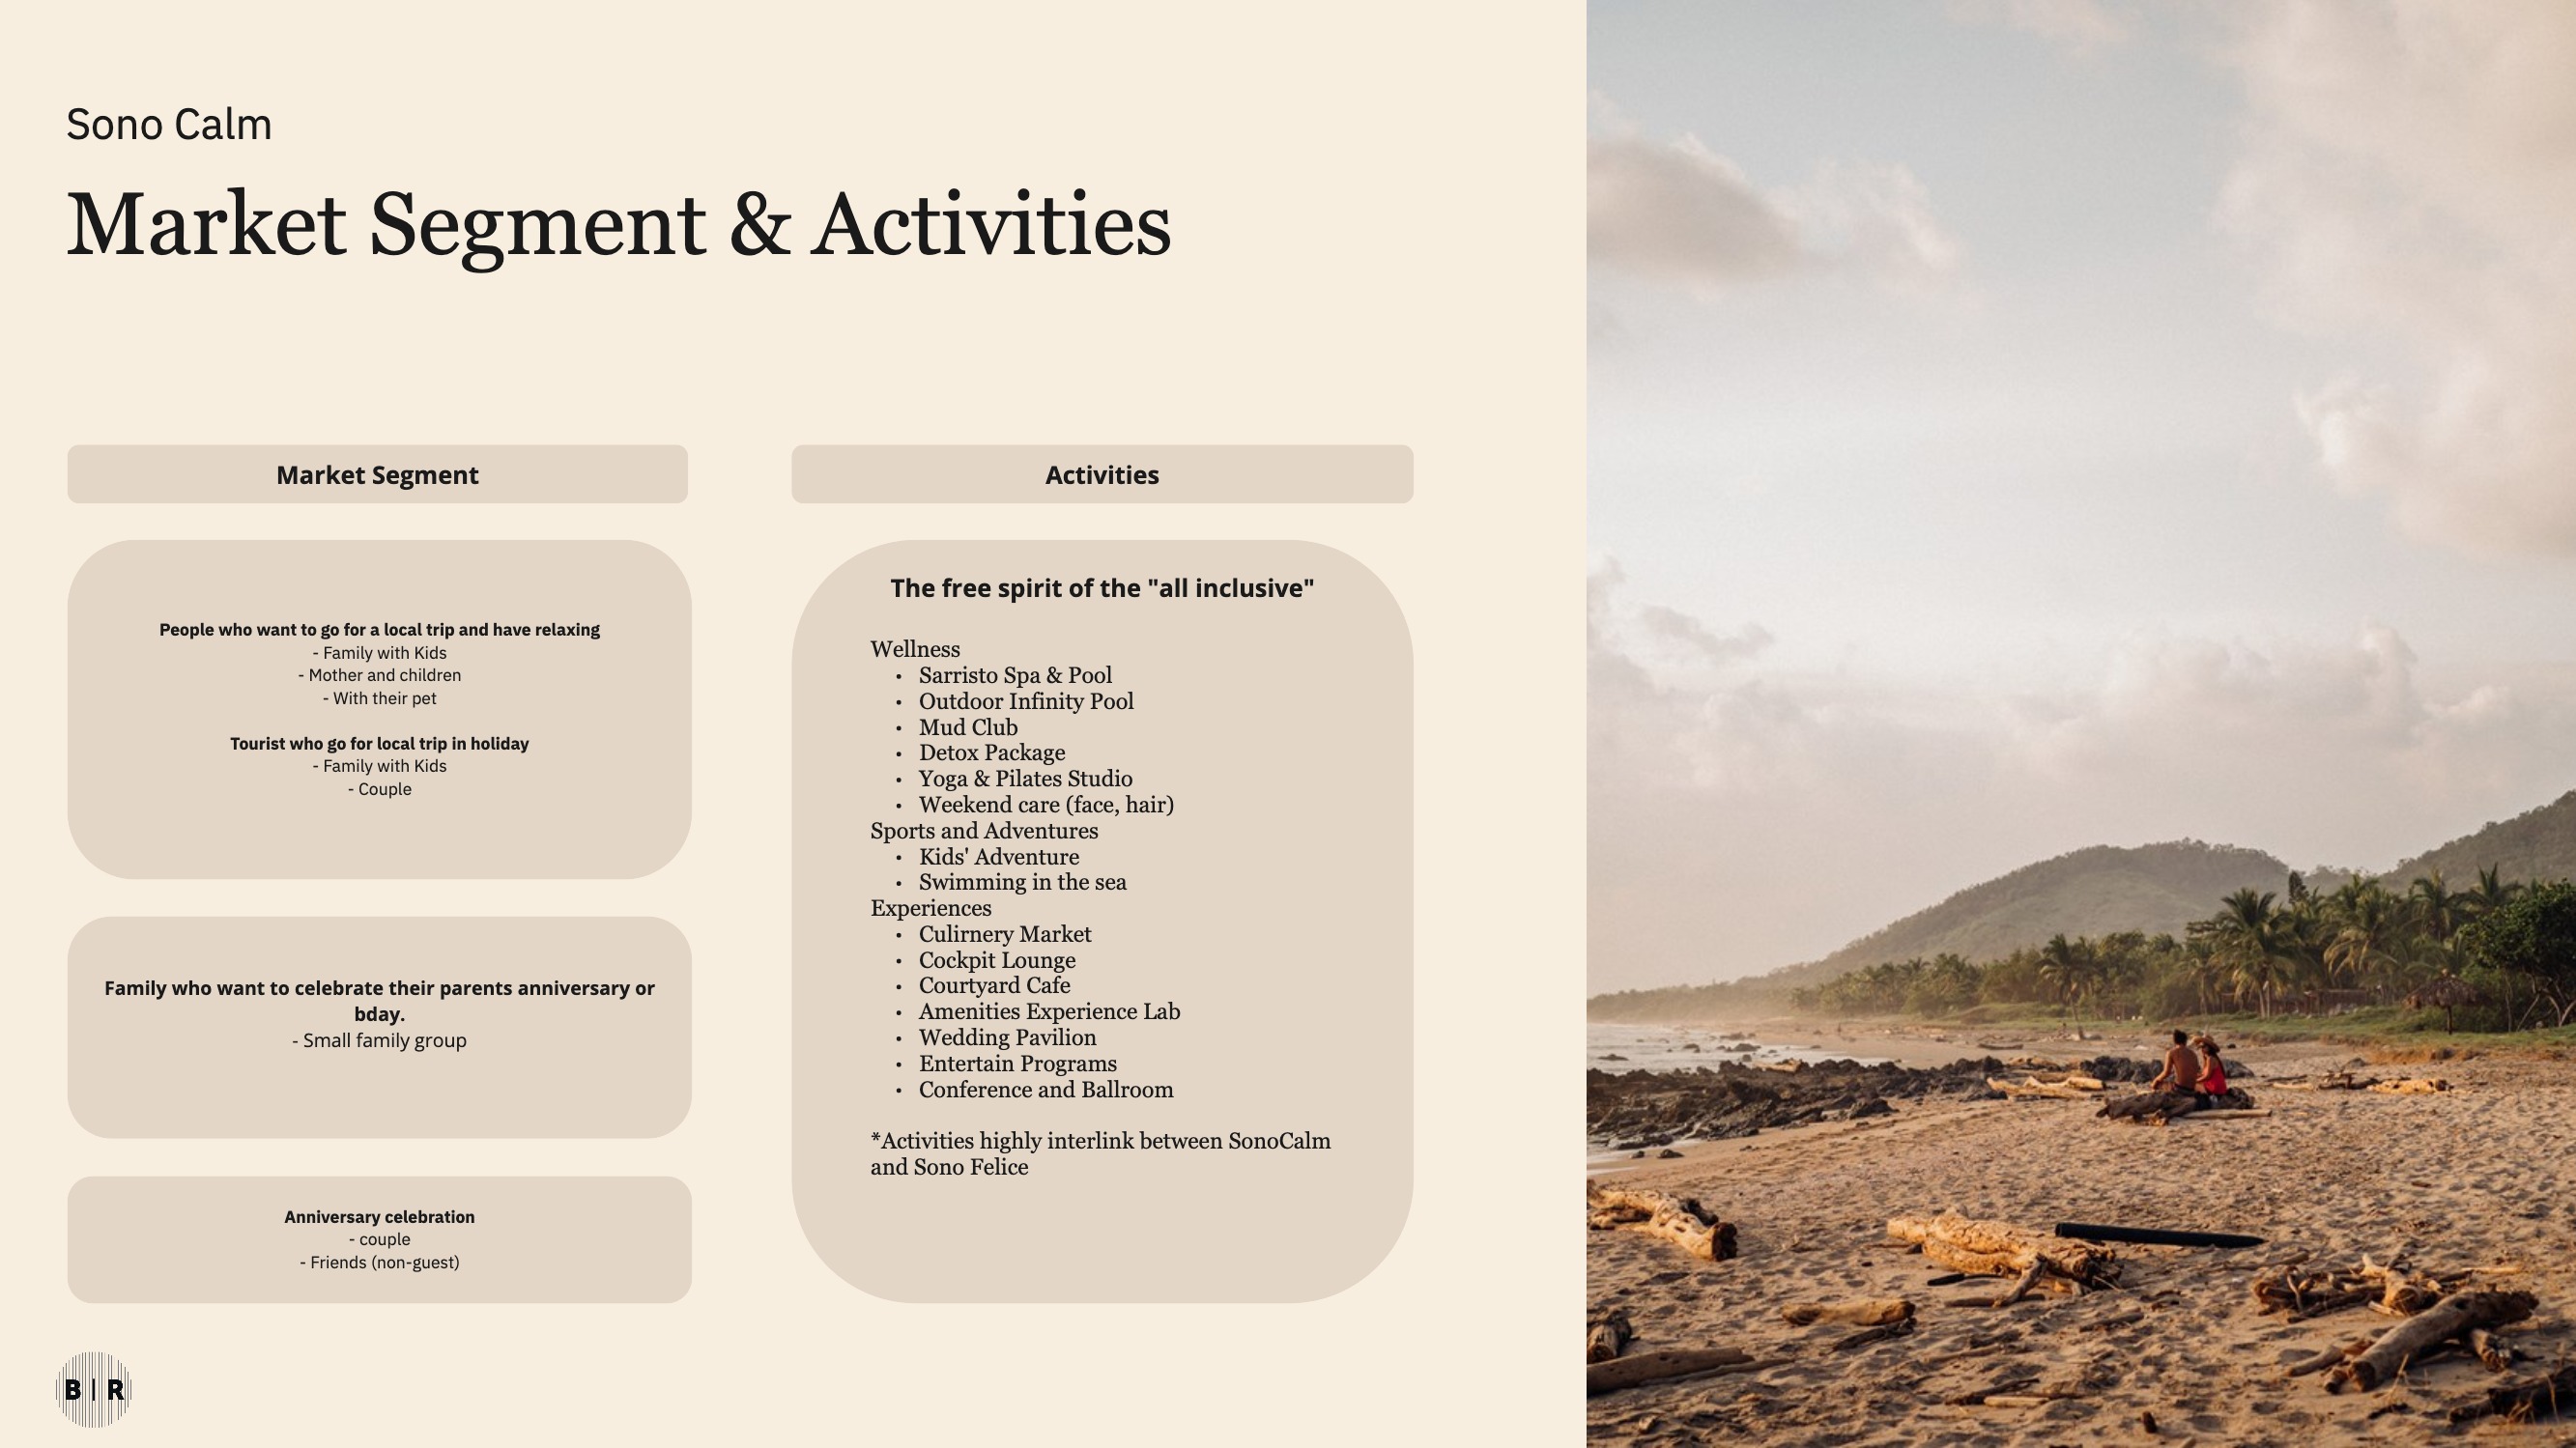 Sono Calm
Market Segment & Activities
Market Segment
People who want to go for a local trip and have relaxing
- Family with Kids
- Mother and children
- With their pet
Tourist who go for local trip in holiday
- Family with Kids
- Couple
Family who want to celebrate their parents anniversary or
bday.
- Small family group
Anniversary celebration
- couple
- Friends (non-guest)
Activities
The free spirit of the "all inclusive"
Wellness
• Sarristo Spa & Pool
• Outdoor Infinity Pool
• Mud Club
• Detox Package
• Yoga & Pilates Studio
• Weekend care (face, hair)
Sports and Adventures
• Kids' Adventure
• Swimming in the sea
Experiences
• Culirnery Market
• Cockpit Lounge
• Courtyard Cafe
• Amenities Experience Lab
• Wedding Pavilion
• Entertain Programs
• Conference and Ballroom
*Activities highly interlink between SonoCalm
and Sono Felice
B | R